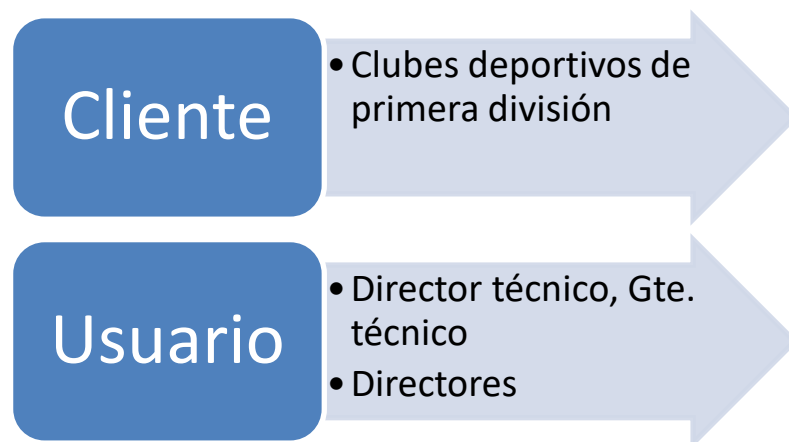 Cliente
• Clubes deportivos de
primera división
Usuario
• Director técnico, Gte.
técnico
• Directores